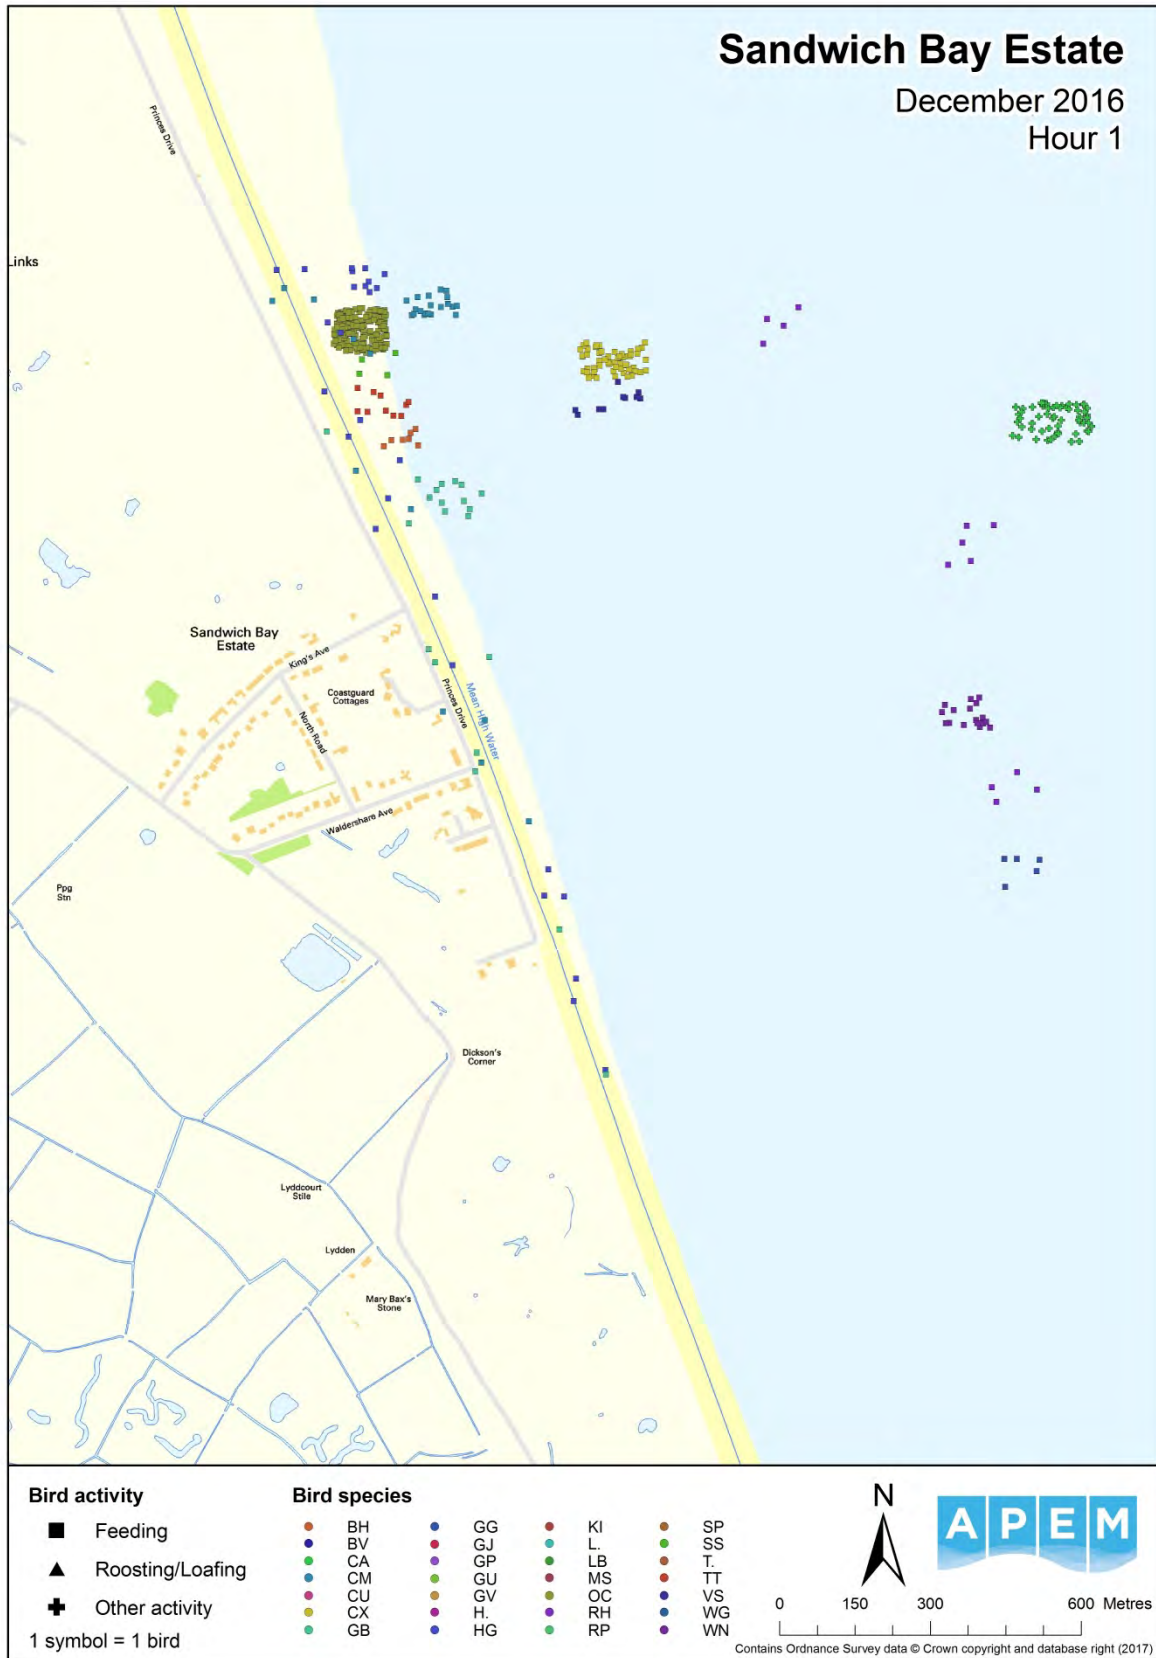 Sandwich Bay Estate
December 2016
Hour 1
Princes Drive
Links
Sandwich Bay
Estate
King's Ave
Coastguard
Cottages
North Road
Princes Drive
Mean High Water
Waldershare Ave
Ppg
Stn
Dickson's
Corner
Lyddcourt
Stile
Lydden
Mary Bax's
Stone
Bird activity
Feeding
Roosting/Loafing
Other activity
1 symbol = 1 bird
Bird species
BH
BV
CA
CM
CU
CX
GB
GG
GJ
GP
GU
GV
H.
HG
KI
L.
LB
MS
OC
RH
RP
SP
SS
T.
TT
VS
WG
WN
N
APEM
0 150 300 600 Metres
Contains Ordnance Survey data © Crown copyright and database right (2017)